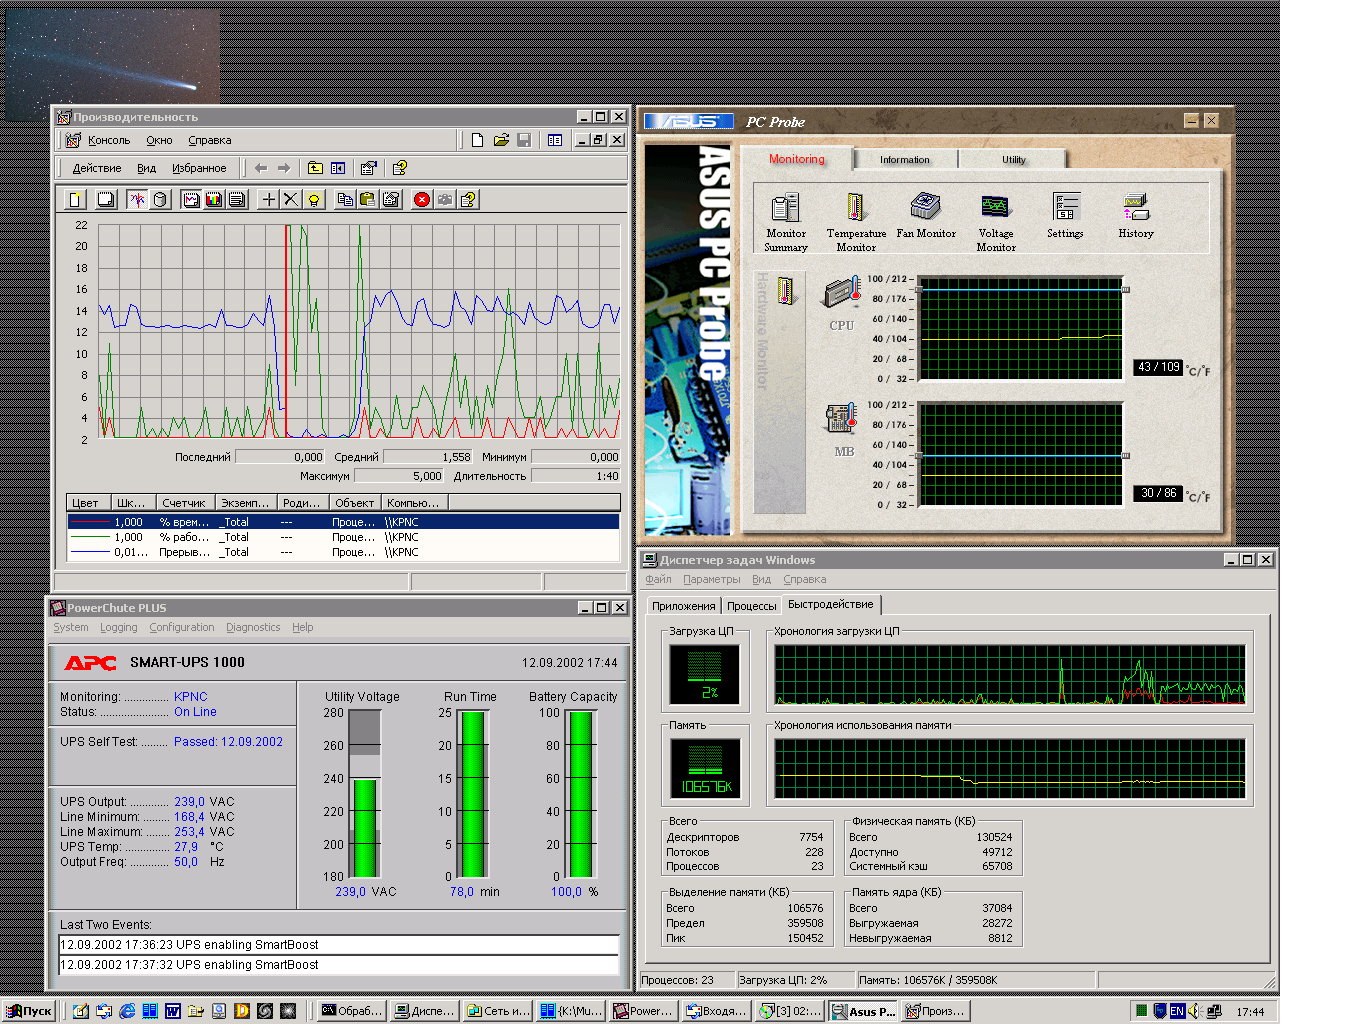 Производительность
Консоль Окно Справка
Действие Вид Избранное
22
20
18
16
14
12
10
8
6
4
2
Последний 0,000 Средний 1,558 Минимум 0,000
Максимум 5,000 Длительность 1:40
Цвет Шк... Счетчик Экземп... Роди... Объект Компью...
1,000 % врем... _Total --- Проце... \\KPNC
1,000 % рабо... _Total --- Проце... \\KPNC
0,01... Прерыв... _Total --- Проце... \\KPNC
ASUS PC Probe
Monitoring Information Utility
Monitor Summary
Temperature Monitor
Fan Monitor
Voltage Monitor
Settings
History
ASUS PC Probe
Hardware Monitor
CPU
100 / 212
80 / 176
60 / 140
40 / 104
20 / 68
0 / 32
43 / 109 °C/°F
MB
100 / 212
80 / 176
60 / 140
40 / 104
20 / 68
0 / 32
30 / 86 °C/°F
PowerChute PLUS
System Logging Configuration Diagnostics Help
APC SMART-UPS 1000 12.09.2002 17:44
Monitoring: .............. KPNC
Status: ...................... On Line
UPS Self Test: ......... Passed: 12.09.2002
UPS Output: ............. 239,0 VAC
Line Minimum: ........ 168,4 VAC
Line Maximum: ........ 253,4 VAC
UPS Temp: .............. 27,9 °C
Output Freq: ............. 50,0 Hz
Utility Voltage Run Time Battery Capacity
280 25 100
260 20 80
240 15 60
220 10 40
200 5 20
180 0 0
239,0 VAC 78,0 min 100,0 %
Last Two Events:
12.09.2002 17:36:23 UPS enabling SmartBoost
12.09.2002 17:37:32 UPS enabling SmartBoost
Диспетчер задач Windows
Файл Параметры Вид Справка
Приложения Процессы Быстродействие
Загрузка ЦП Хронология загрузки ЦП
2%
Память Хронология использования памяти
106576K
Всего
Дескрипторов 7754
Потоков 228
Процессов 23
Физическая память (КБ)
Всего 130524
Доступно 49712
Системный кэш 65708
Выделение памяти (КБ)
Всего 106576
Предел 359508
Пик 150452
Память ядра (КБ)
Всего 37084
Выгружаемая 28272
Невыгружаемая 8812
Процессов: 23 Загрузка ЦП: 2% Память: 106576K / 359508K
Пуск Обраб... Диспе... Сеть и... {K:\Mu... Power... Входя... [3] 02:... Asus P... Произ... EN 17:44